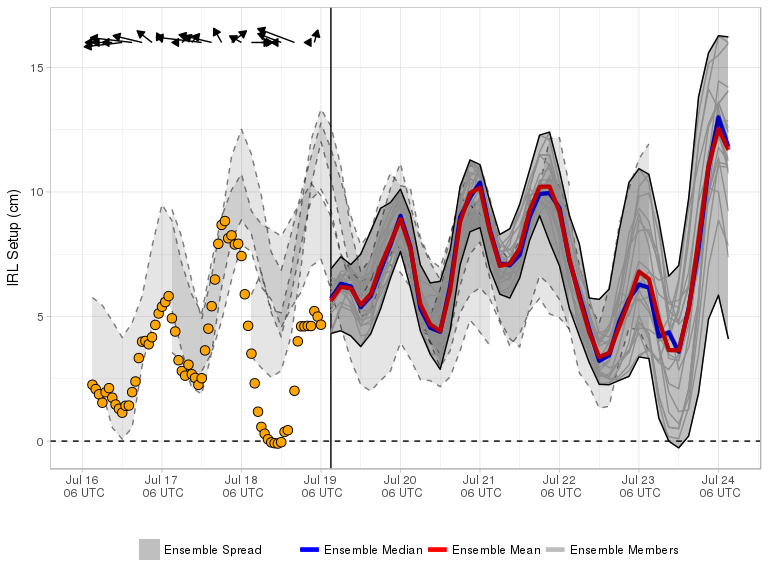 IRL Setup (cm)
15
10
5
0
Jul 16 Jul 17 Jul 18 Jul 19 Jul 20 Jul 21 Jul 22 Jul 23 Jul 24
06 UTC 06 UTC 06 UTC 06 UTC 06 UTC 06 UTC 06 UTC 06 UTC 06 UTC
Ensemble Spread Ensemble Median Ensemble Mean Ensemble Members